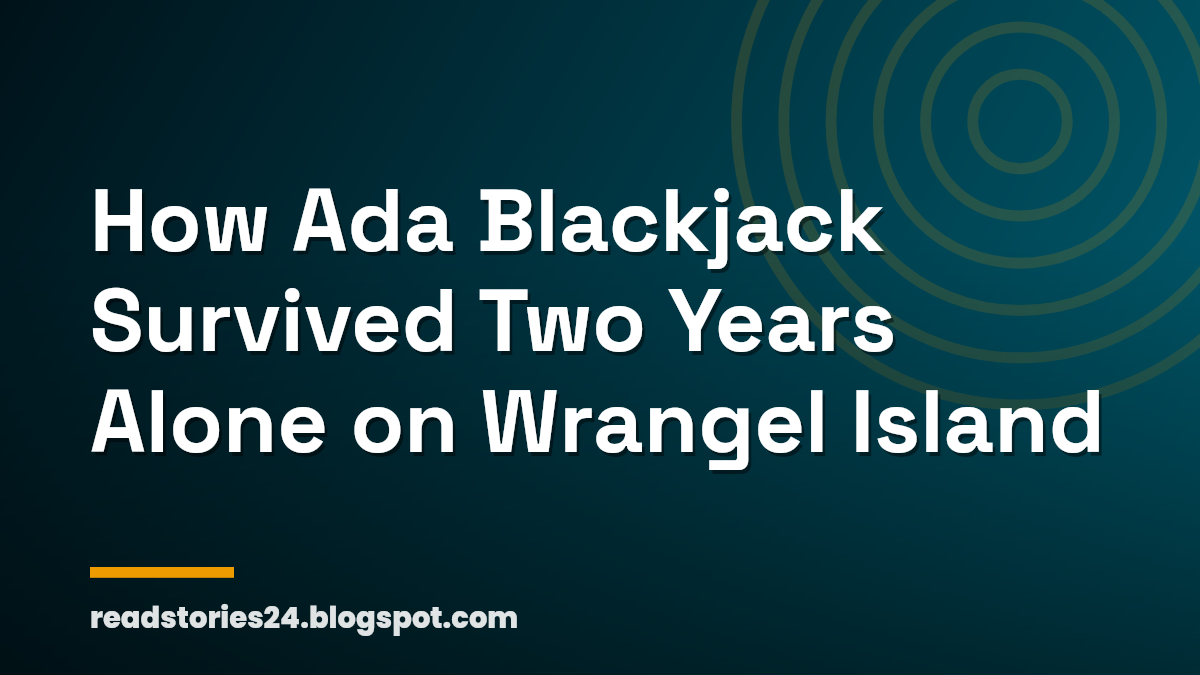 How Ada Blackjack
Survived Two Years
Alone on Wrangel Island
readstories24.blogspot.com